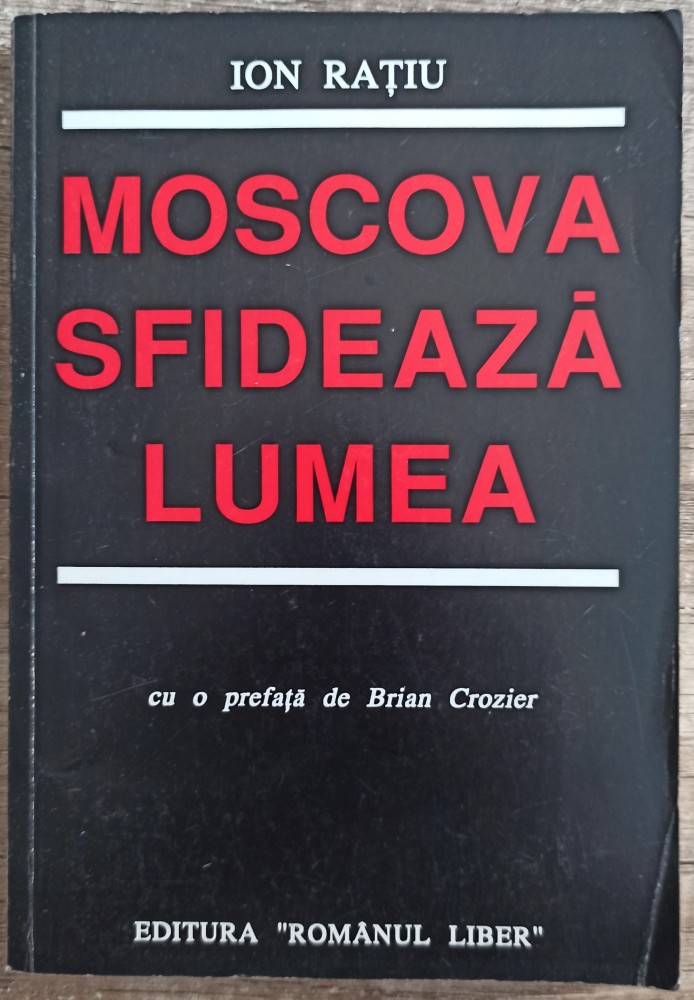 ION RAȚIU
MOSCOVA
SFIDEAZĂ
LUMEA
cu o prefață de Brian Crozier
EDITURA "ROMÂNUL LIBER"